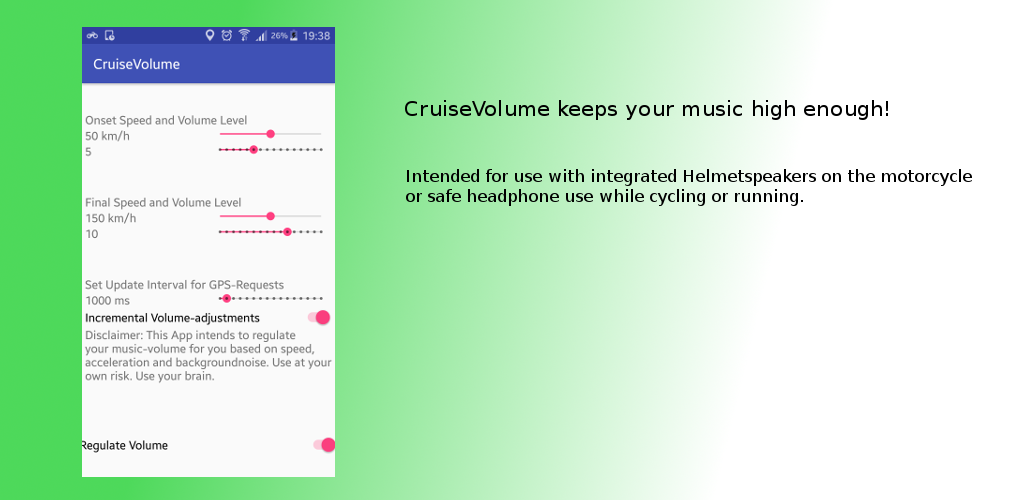 26% 19:38
CruiseVolume
Onset Speed and Volume Level
50 km/h
5
Final Speed and Volume Level
150 km/h
10
Set Update Interval for GPS-Requests
1000 ms
Incremental Volume-adjustments
Disclaimer: This App intends to regulate
your music-volume for you based on speed,
acceleration and backgroundnoise. Use at your
own risk. Use your brain.
Regulate Volume
CruiseVolume keeps your music high enough!
Intended for use with integrated Helmetspeakers on the motorcycle
or safe headphone use while cycling or running.